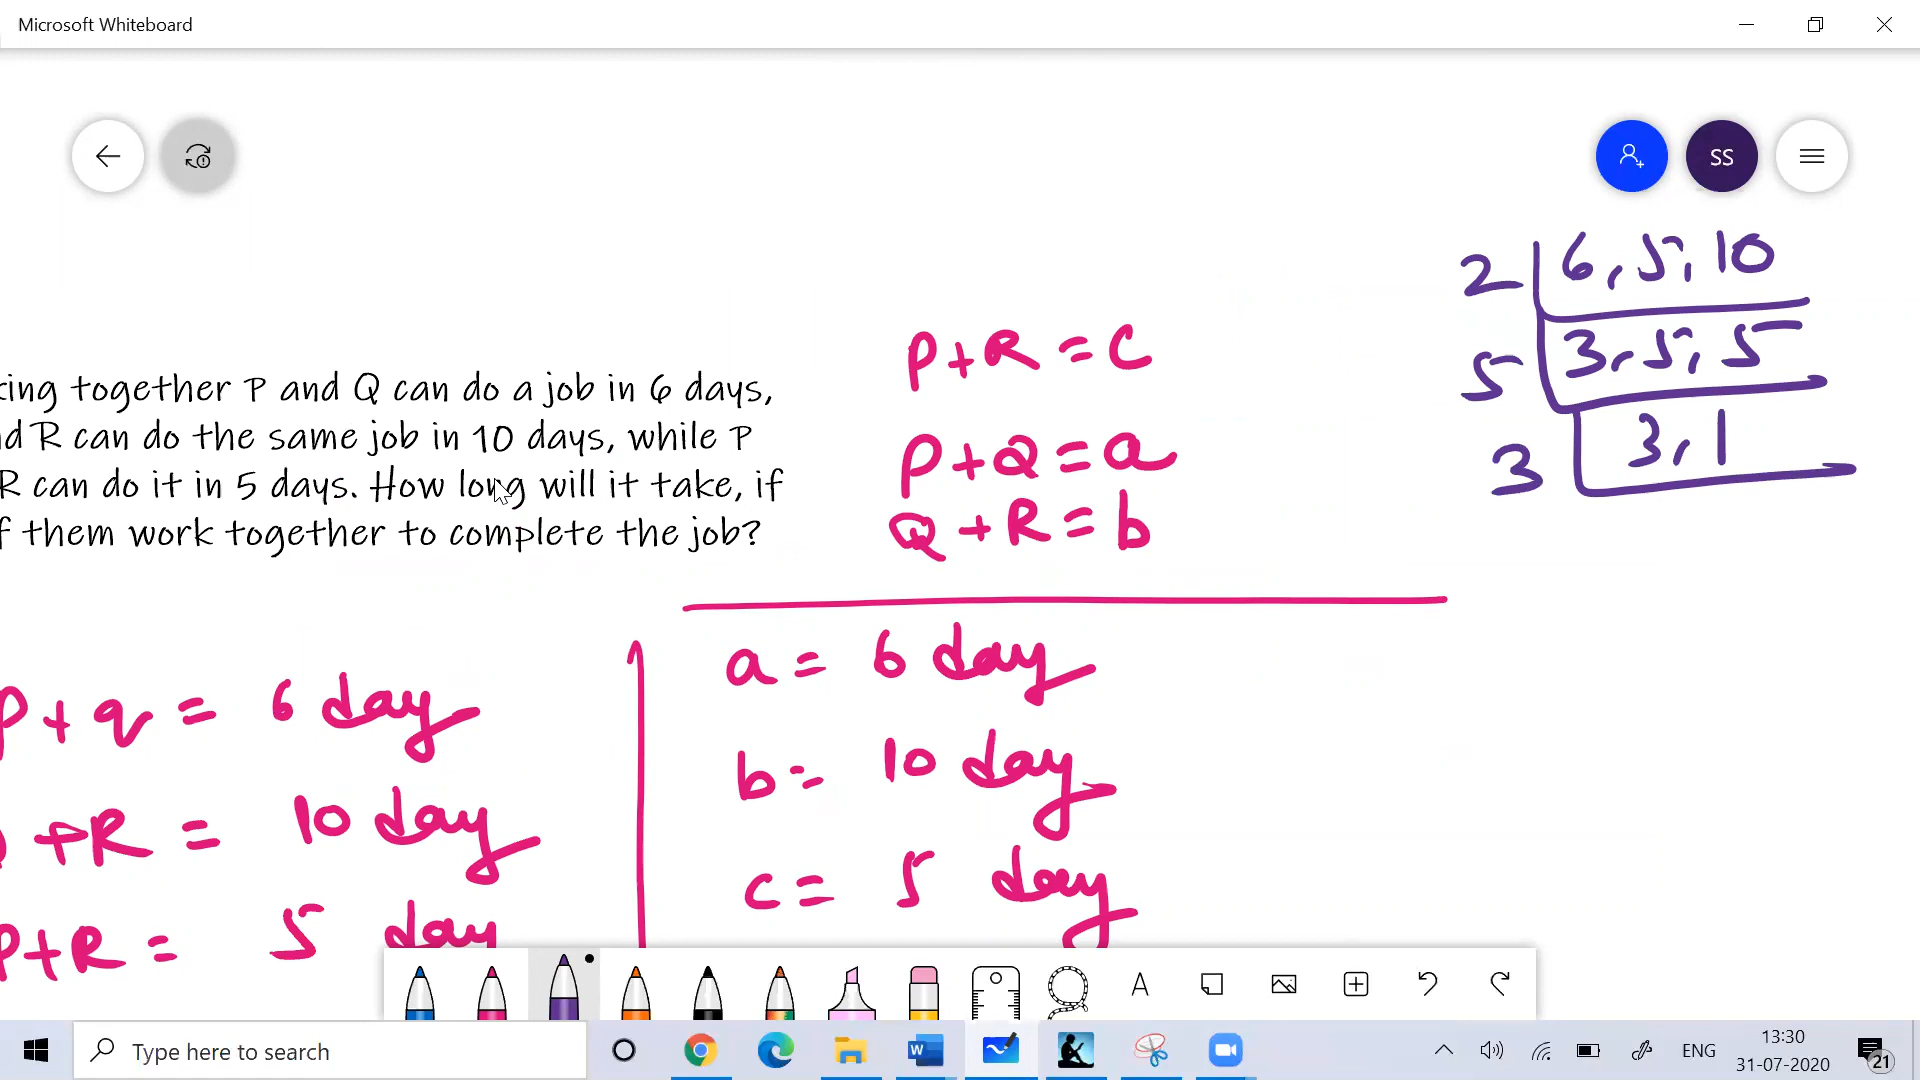 Microsoft Whiteboard
SS
king together P and Q can do a job in 6 days,
nd R can do the same job in 10 days, while P
R can do it in 5 days. How long will it take, if
f them work together to complete the job?
P+R=C
P+Q=a
Q+R=b
2 6, 5, 10
5 3, 5, 5
3 3, 1
P+q = 6 day
+R = 10 day
P+R = 5 day
a = 6 day
b = 10 day
c = 5 day
A
Type here to search
ENG
13:30
31-07-2020
21